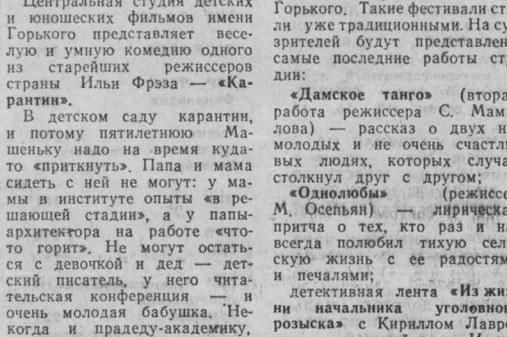 Центральная студия детских
и юношеских фильмов имени
Горького представляет весе-
лую и умную комедию одного
из старейших режиссеров
страны Ильи Фрэза — «Ка-
рантин».
В детском саду карантин,
и потому пятилетнюю Ма-
шеньку надо на время куда-
то «приткнуть». Папа и мама
сидеть с ней не могут: у ма-
мы в институте опыты «в ре-
шающей стадии», а у папы-
архитектора на работе «что-
то горит». Не могут остать-
ся с девочкой и дед — дет-
ский писатель, у него чита-
тельская конференция — и
очень молодая бабушка. Не-
когда и прадеду-академику,
Горького. Такие фестивали ст
ли уже традиционными. На су
зрителей будут представлен
самые последние работы сту
дии:
«Дамское танго» (втора
работа режиссера С. Мам
лова) — рассказ о двух н
молодых и не очень счастли
вых людях, которых случа
столкнул друг с другом;
«Однолюбы» (режиссе
М. Осепьян) — лирическа
притча о тех, кто раз и на
всегда полюбил тихую сел
скую жизнь с ее радостям
и печалями;
детективная лента «Из жиз
ни начальника уголовног
розыска» с Кириллом Лавро